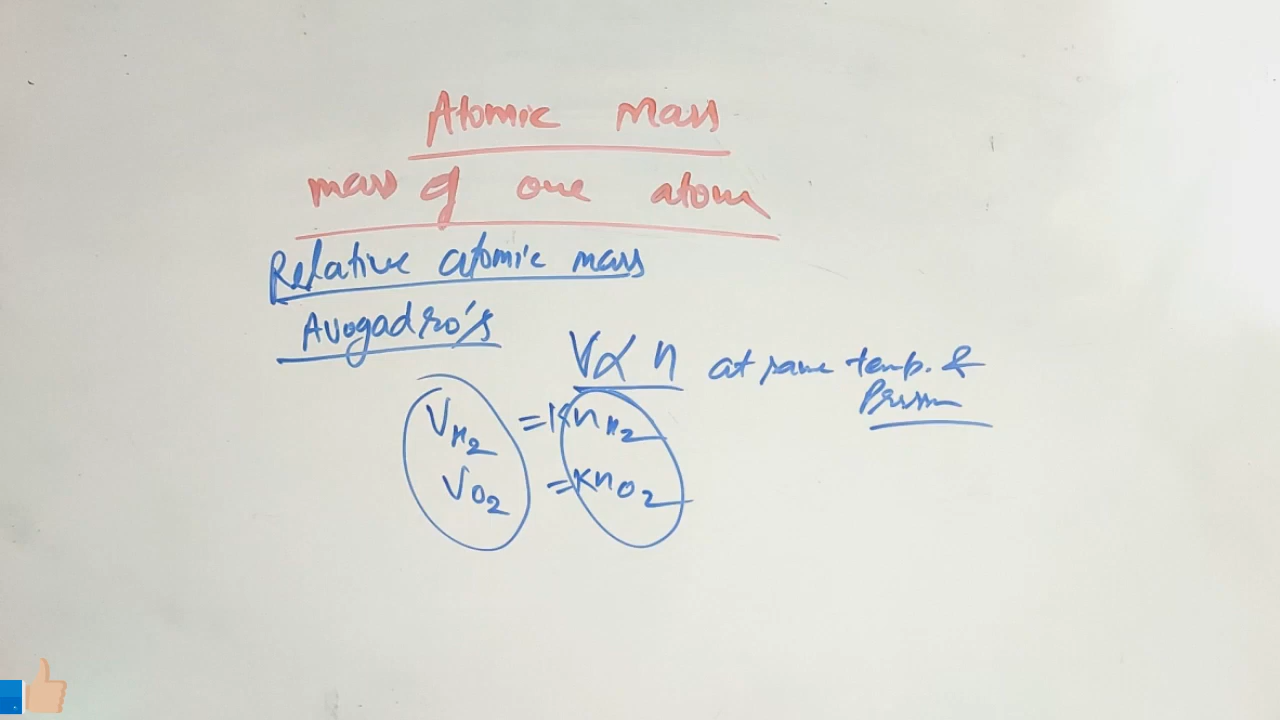 Atomic Mass
mass of one atom
Relative atomic mass
Avogadro's
V ∝ n at same temp. &
Pressure
V_H₂ = K n_H₂
V_O₂ = K n_O₂